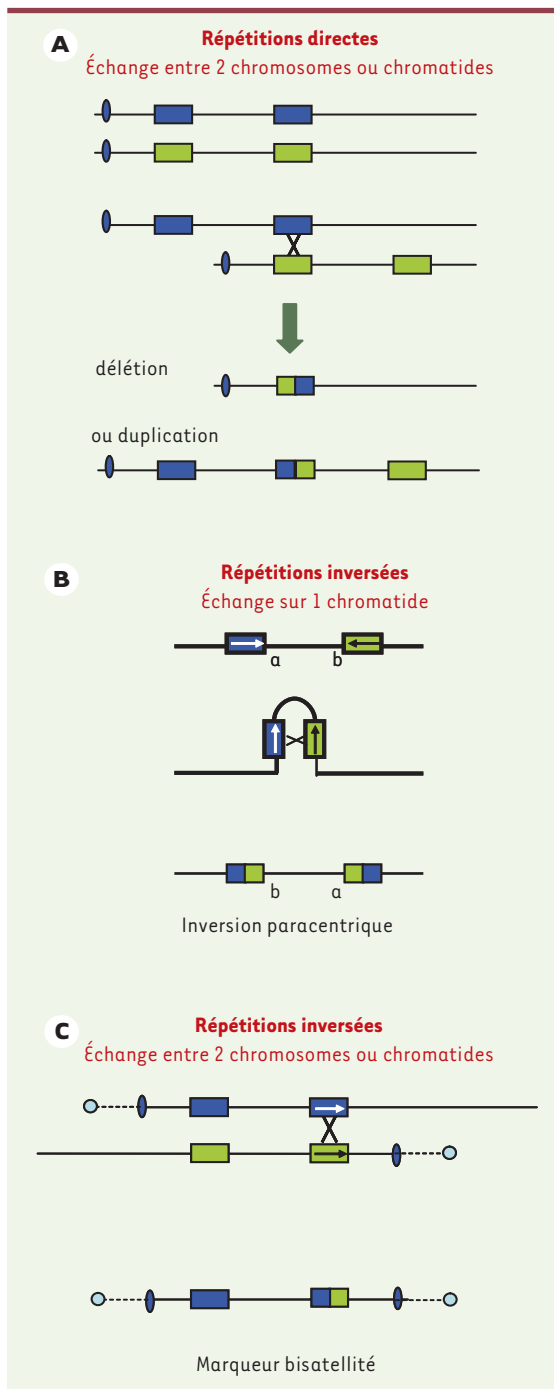 A
Répétitions directes
Échange entre 2 chromosomes ou chromatides
délétion
ou duplication
B
Répétitions inversées
Échange sur 1 chromatide
a b
b a
Inversion paracentrique
C
Répétitions inversées
Échange entre 2 chromosomes ou chromatides
Marqueur bisatellité